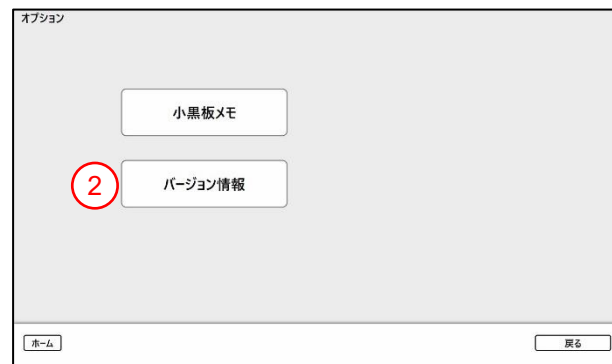 オプション
小黒板メモ
2
バージョン情報
ホーム
戻る